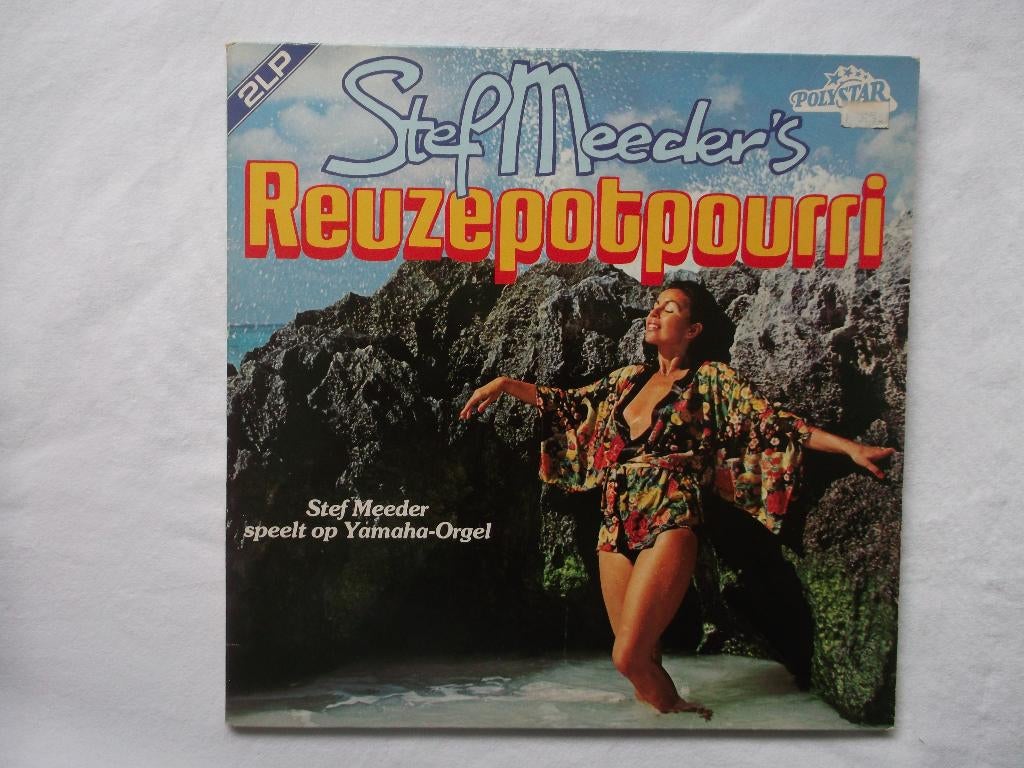 2LP
Stef Meeder's
POLYSTAR
Reuzepotpourri
Stef Meeder
speelt op Yamaha-Orgel